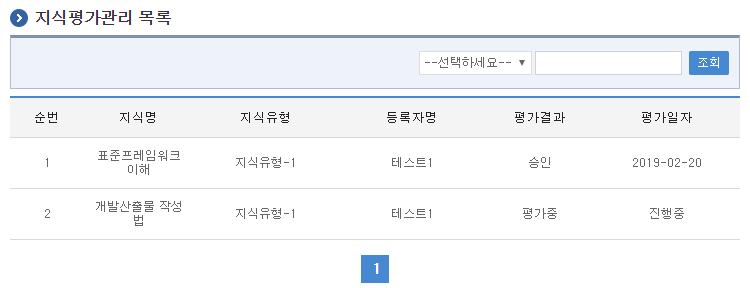 지식평가관리 목록
--선택하세요-- 조회
순번 지식명 지식유형 등록자명 평가결과 평가일자
1 표준프레임워크 이해 지식유형-1 테스트1 승인 2019-02-20
2 개발산출물 작성법 지식유형-1 테스트1 평가중 진행중
1